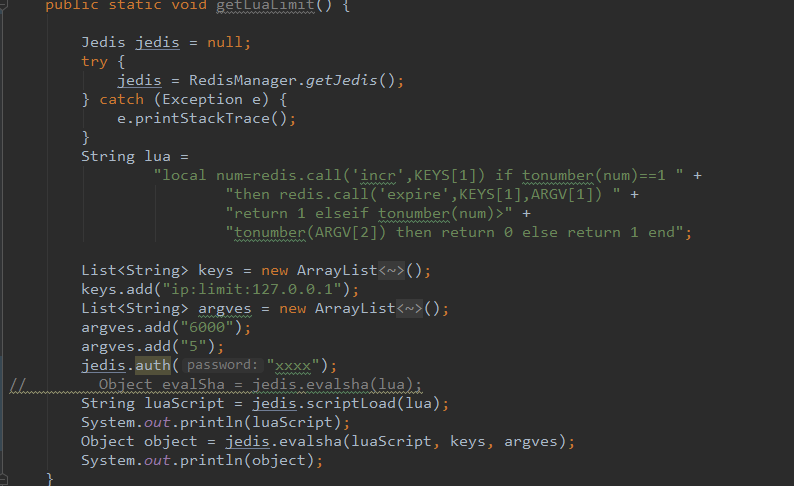 public static void getLuaLimit() {
Jedis jedis = null;
try {
jedis = RedisManager.getJedis();
} catch (Exception e) {
e.printStackTrace();
}
String lua =
"local num=redis.call('incr',KEYS[1]) if tonumber(num)==1 " +
"then redis.call('expire',KEYS[1],ARGV[1]) " +
"return 1 elseif tonumber(num)>" +
"tonumber(ARGV[2]) then return 0 else return 1 end";
List<String> keys = new ArrayList<~>();
keys.add("ip:limit:127.0.0.1");
List<String> argves = new ArrayList<~>();
argves.add("6000");
argves.add("5");
jedis.auth( password: "xxxx");
// Object evalSha = jedis.evalsha(lua);
String luaScript = jedis.scriptLoad(lua);
System.out.println(luaScript);
Object object = jedis.evalsha(luaScript, keys, argves);
System.out.println(object);
}